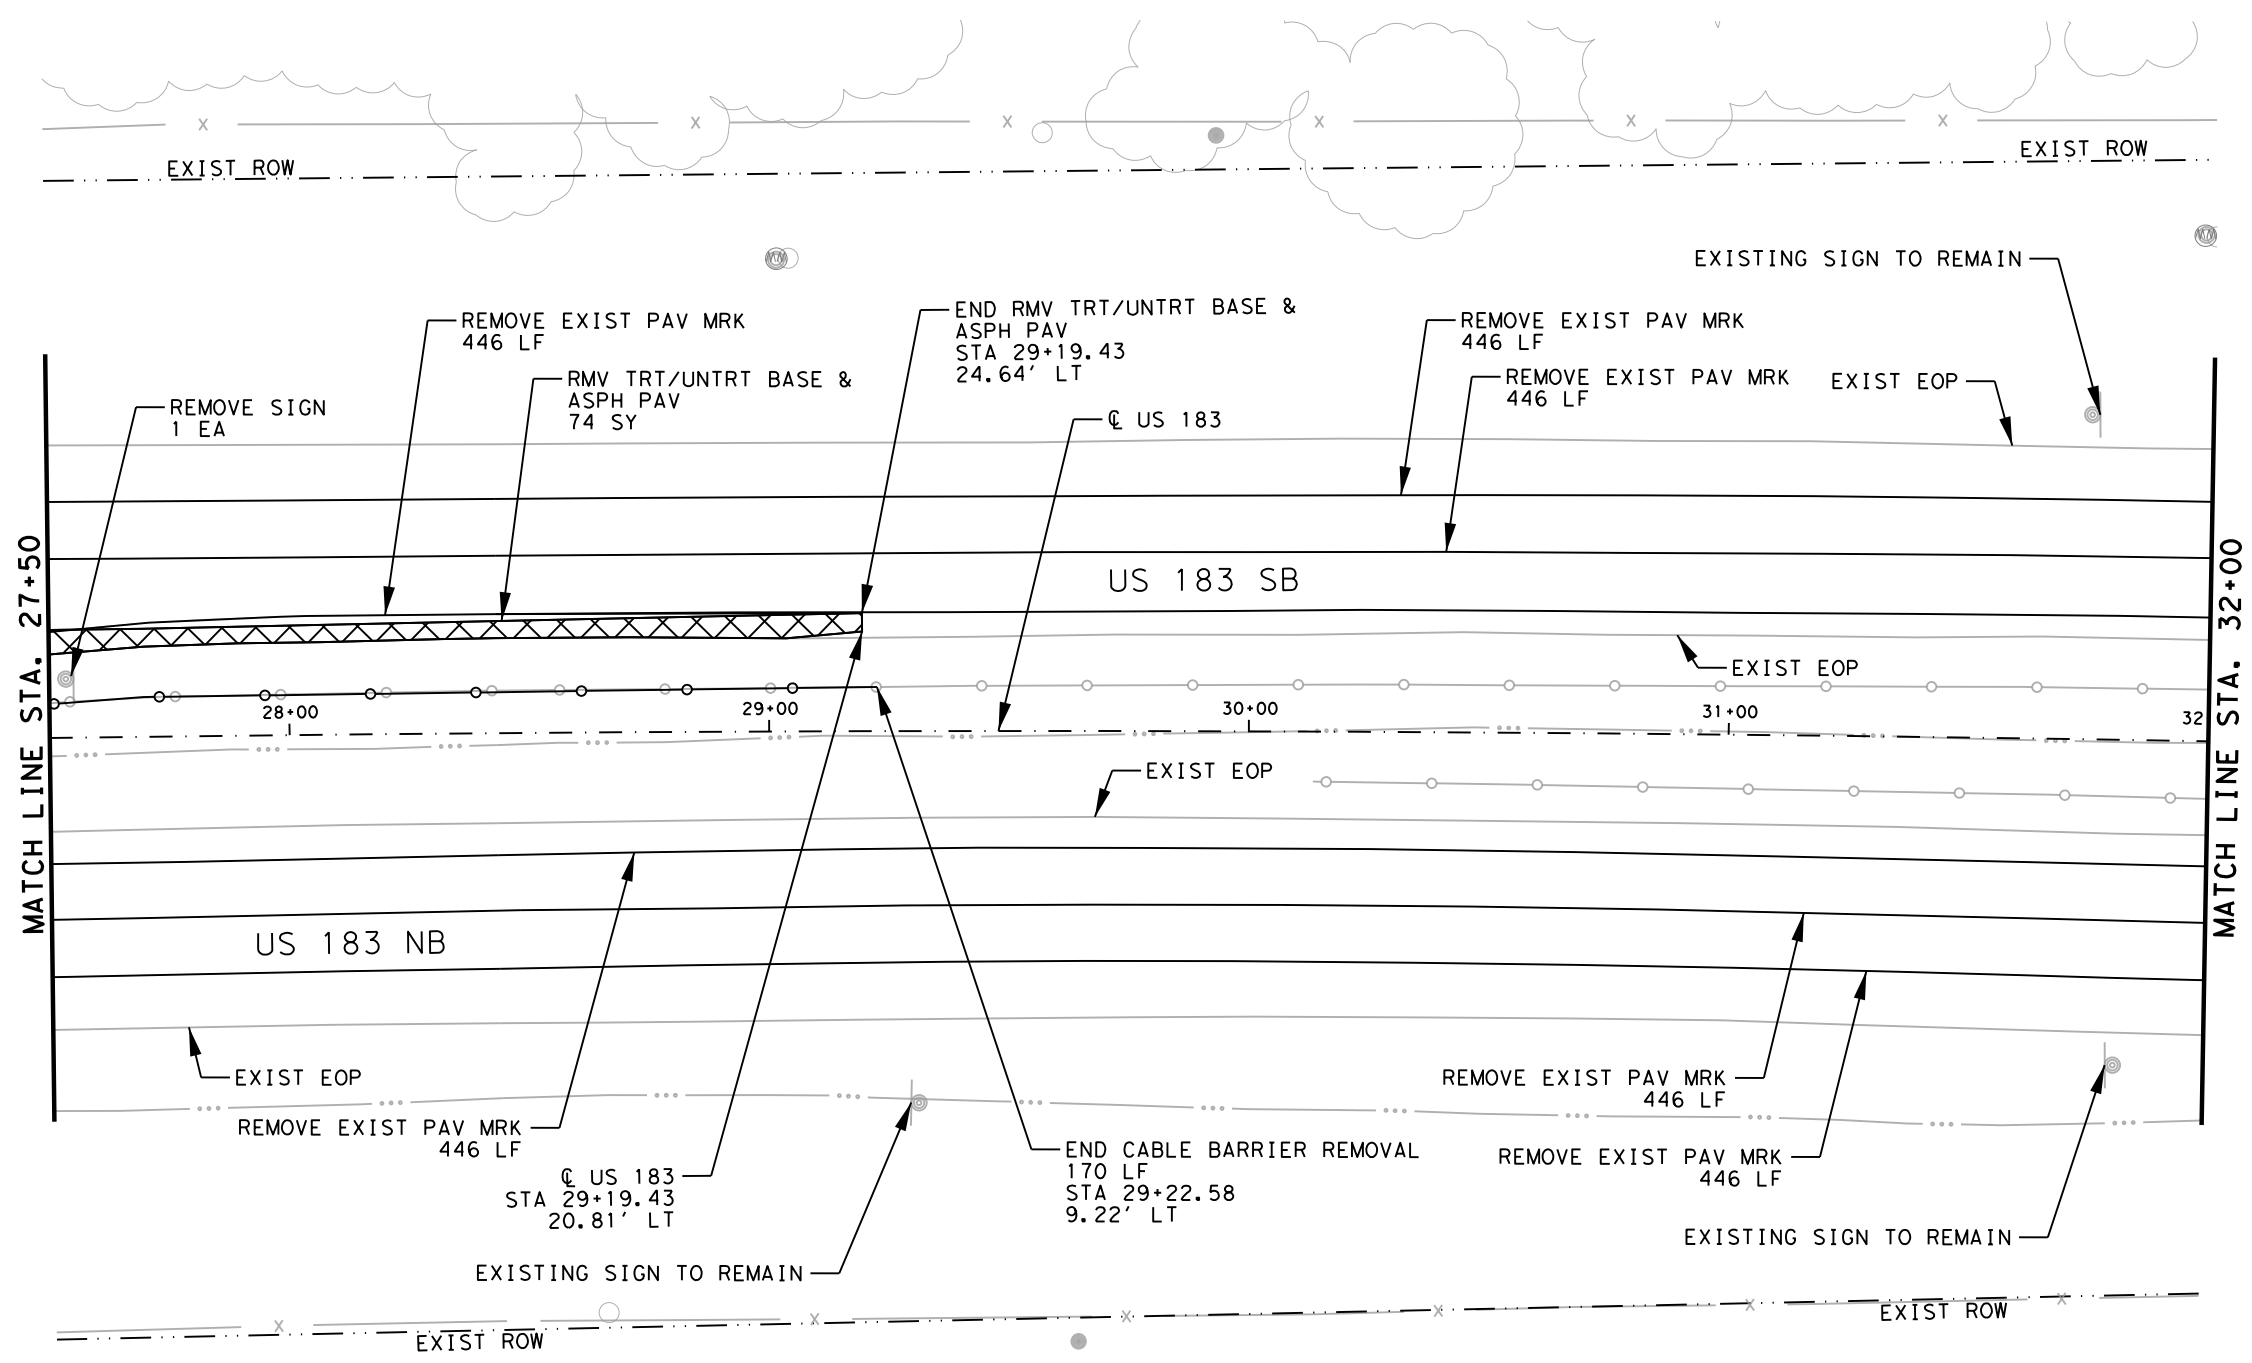 EXIST ROW
EXIST ROW
EXISTING SIGN TO REMAIN
REMOVE EXIST PAV MRK
446 LF
END RMV TRT/UNTRT BASE &
ASPH PAV
STA 29+19.43
24.64' LT
REMOVE EXIST PAV MRK
446 LF
RMV TRT/UNTRT BASE &
ASPH PAV
74 SY
REMOVE EXIST PAV MRK
446 LF
EXIST EOP
REMOVE SIGN
1 EA
℄ US 183
MATCH LINE STA. 27+50
MATCH LINE STA. 32+00
US 183 SB
EXIST EOP
28+00
29+00
30+00
31+00
32
EXIST EOP
US 183 NB
EXIST EOP
REMOVE EXIST PAV MRK
446 LF
REMOVE EXIST PAV MRK
446 LF
℄ US 183
STA 29+19.43
20.81' LT
END CABLE BARRIER REMOVAL
170 LF
STA 29+22.58
9.22' LT
REMOVE EXIST PAV MRK
446 LF
EXISTING SIGN TO REMAIN
EXISTING SIGN TO REMAIN
EXIST ROW
EXIST ROW